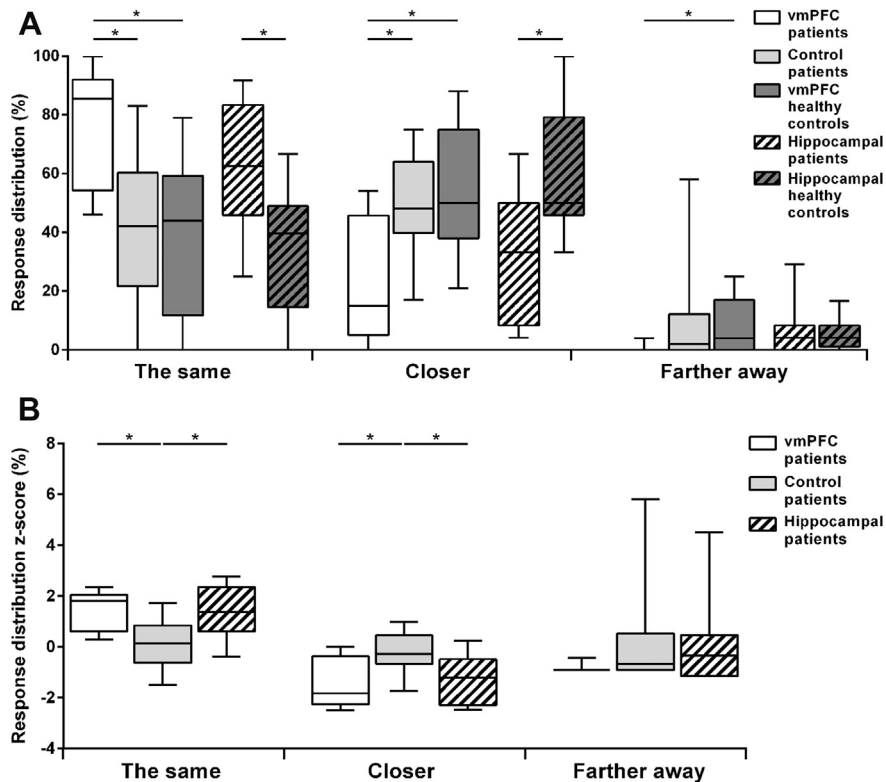 A
Response distribution (%)
100
80
60
40
20
0
*
*
*
*
*
*
*
*
The same
Closer
Farther away
vmPFC
patients
Control
patients
vmPFC
healthy
controls
Hippocampal
patients
Hippocampal
healthy
controls
B
Response distribution z-score (%)
8
6
4
2
0
-2
-4
*
*
*
*
The same
Closer
Farther away
vmPFC
patients
Control
patients
Hippocampal
patients